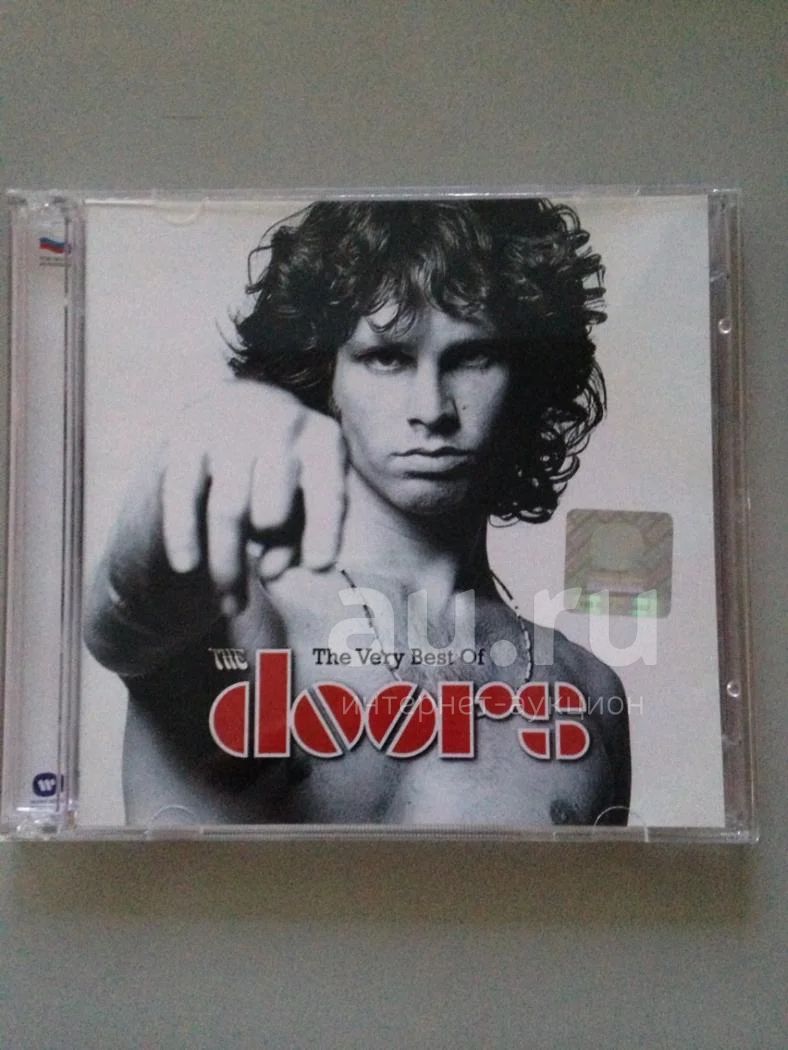 The Very Best Of
THE
doors
au.ru
интернет-аукцион